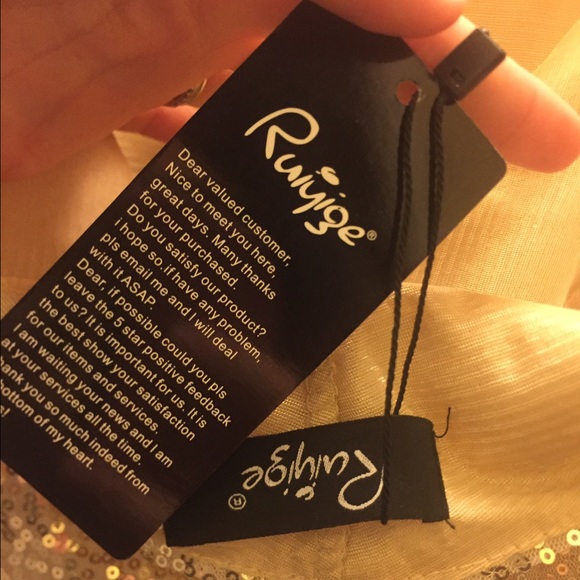 Ruiyige®
Dear valued customer,
Nice to meet you here,
great days. Many thanks
for your purchased.
Do you satisfy our product?
i hope so.if have any problem,
pls email me and I will deal
with it ASAP
Dear, if possible could you pls
leave the 5 star positive feedback
to us? It is important for us. It is
the best show your satisfaction
for our items and services.
I am waiting your news and I am
at your services all the time.
hank you so much indeed from
bottom of my heart.
Ruiyige®